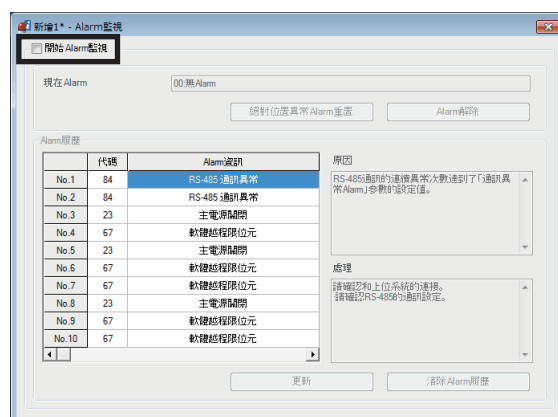 新增1* - Alarm監視
開始Alarm監視
現在Alarm
00:無Alarm
絕對位置異常Alarm重置
Alarm解除
Alarm履歷
代碼 Alarm資訊
No.1 84 RS-485 通訊異常
No.2 84 RS-485 通訊異常
No.3 23 主電源關閉
No.4 67 軟體越程限位元
No.5 23 主電源關閉
No.6 67 軟體越程限位元
No.7 67 軟體越程限位元
No.8 23 主電源關閉
No.9 67 軟體越程限位元
No.10 67 軟體越程限位元
原因
RS-485通訊的連續異常次數達到了「通訊異
常Alarm」參數的設定值。
處理
請確認和上位系統的連接。
請確認RS-485的通訊設定。
更新
清除Alarm履歷